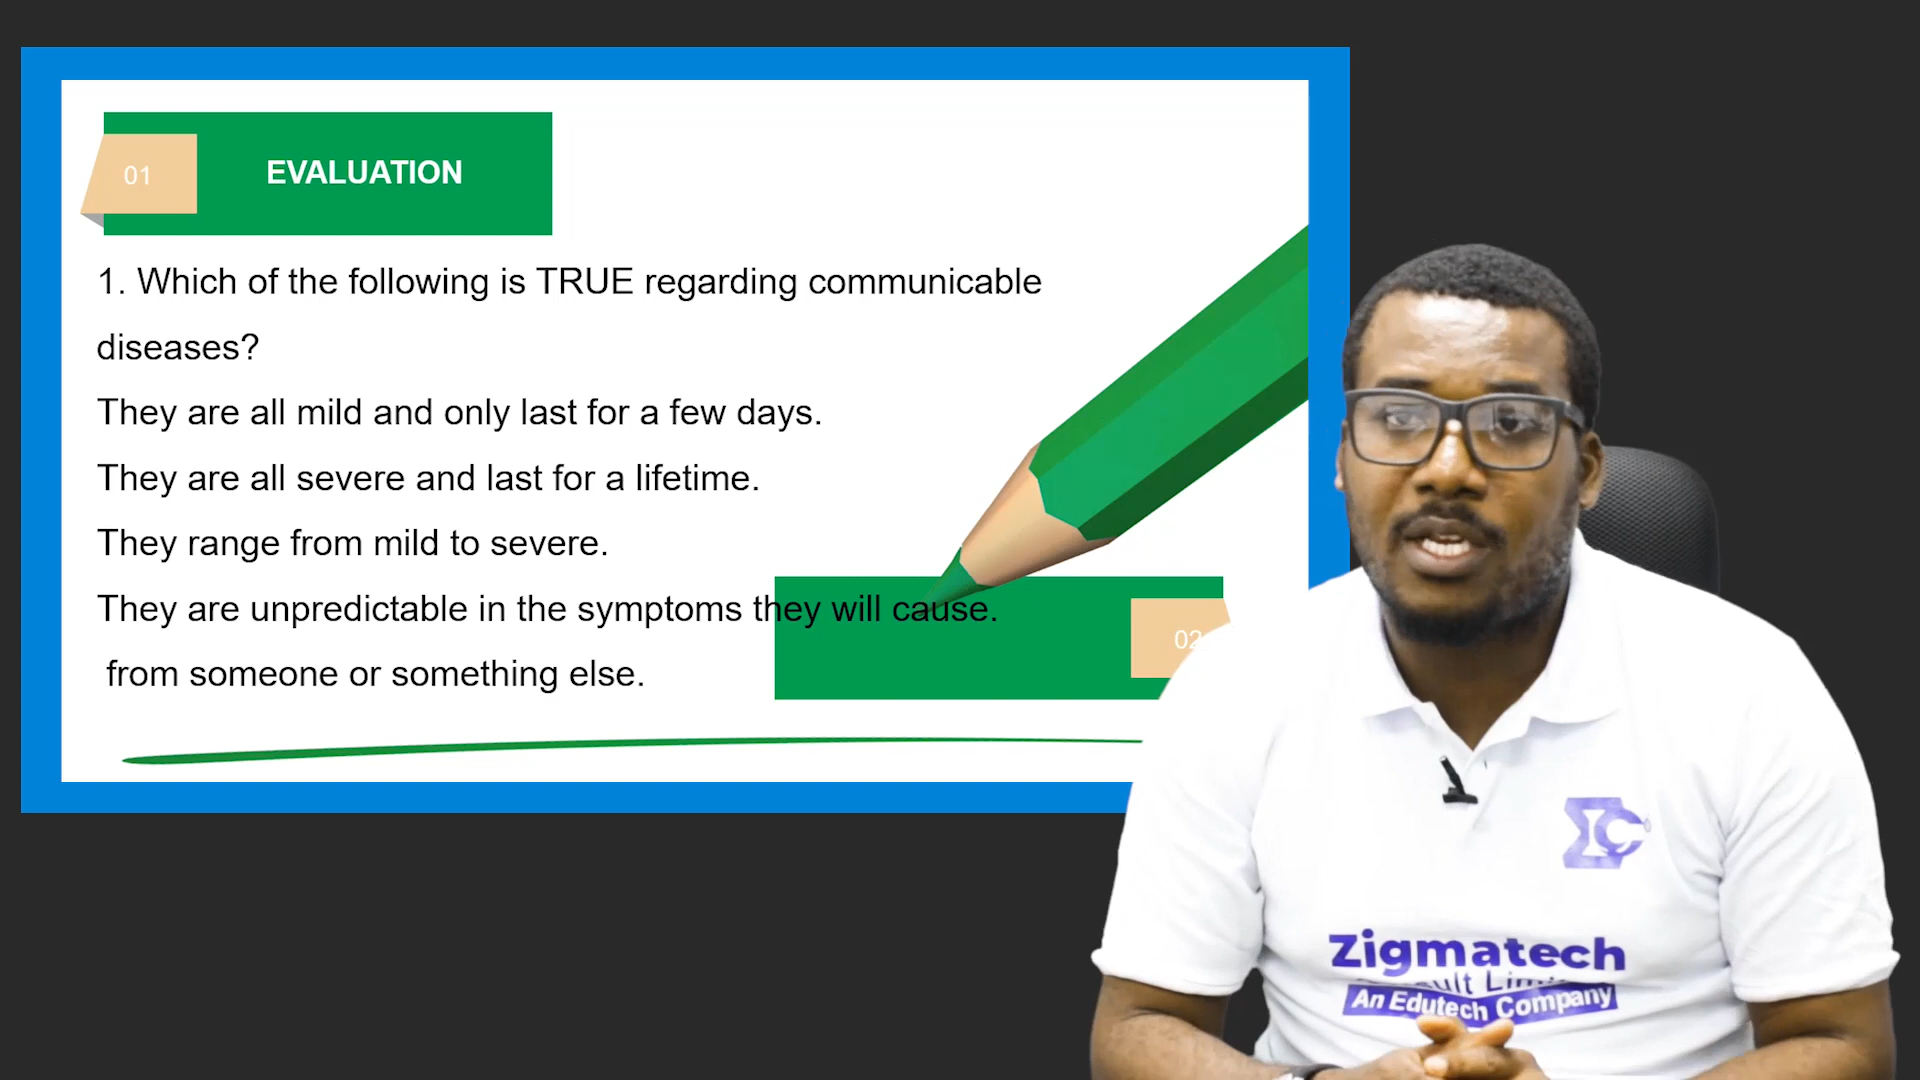 01
EVALUATION
1. Which of the following is TRUE regarding communicable
diseases?
They are all mild and only last for a few days.
They are all severe and last for a lifetime.
They range from mild to severe.
They are unpredictable in the symptoms they will cause.
from someone or something else.
02
Zigmatech
An Edutech Company